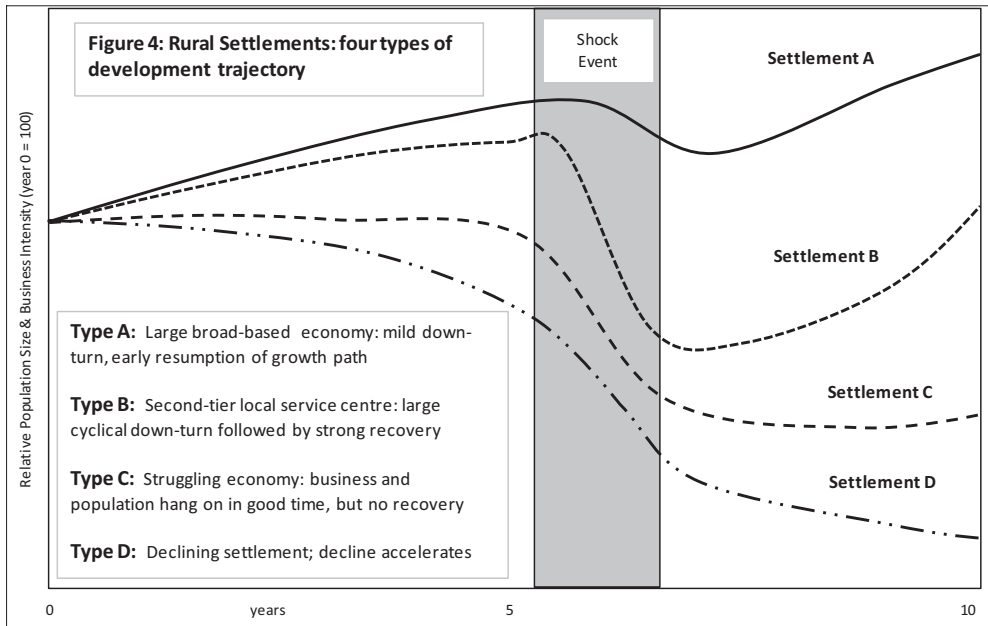 Figure 4: Rural Settlements: four types of
development trajectory
Shock
Event
Settlement A
Settlement B
Settlement C
Settlement D
Relative Population Size & Business Intensity (year 0 = 100)
Type A: Large broad-based economy: mild down-
turn, early resumption of growth path
Type B: Second-tier local service centre: large
cyclical down-turn followed by strong recovery
Type C: Struggling economy: business and
population hang on in good time, but no recovery
Type D: Declining settlement; decline accelerates
0
years
5
10